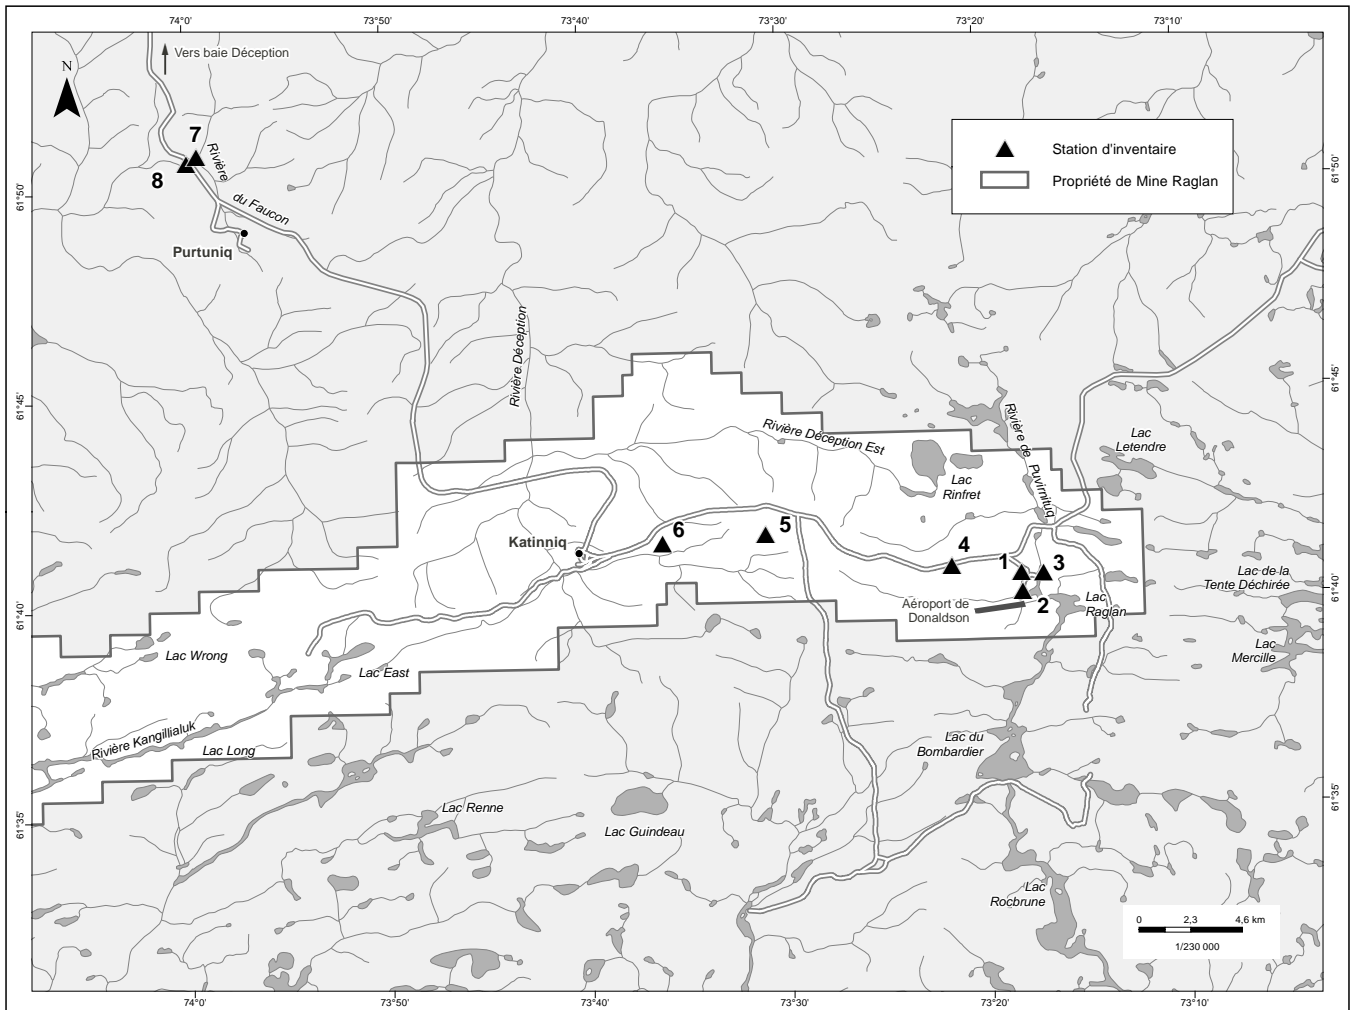 74°0'
73°50'
73°40'
73°30'
73°20'
73°10'
Vers baie Déception
N
7
8
Rivière
du Faucon
Purtuniq
Station d'inventaire
Propriété de Mine Raglan
61°50'
61°50'
Rivière Déception
61°45'
61°45'
Rivière Déception Est
Rivière de Puvirnituq
Lac
Letendre
Lac
Rinfret
6
5
Katinniq
4
1
3
2
Aéroport de
Donaldson
Lac
Raglan
Lac de la
Tente Déchirée
61°40'
61°40'
Lac
Mercille
Lac Wrong
Lac East
Rivière Kangillialuk
Lac Long
Lac du
Bombardier
61°35'
61°35'
Lac Renne
Lac Guindeau
Lac
Rocbrune
0
2,3
4,6 km
1/230 000
74°0'
73°50'
73°40'
73°30'
73°20'
73°10'